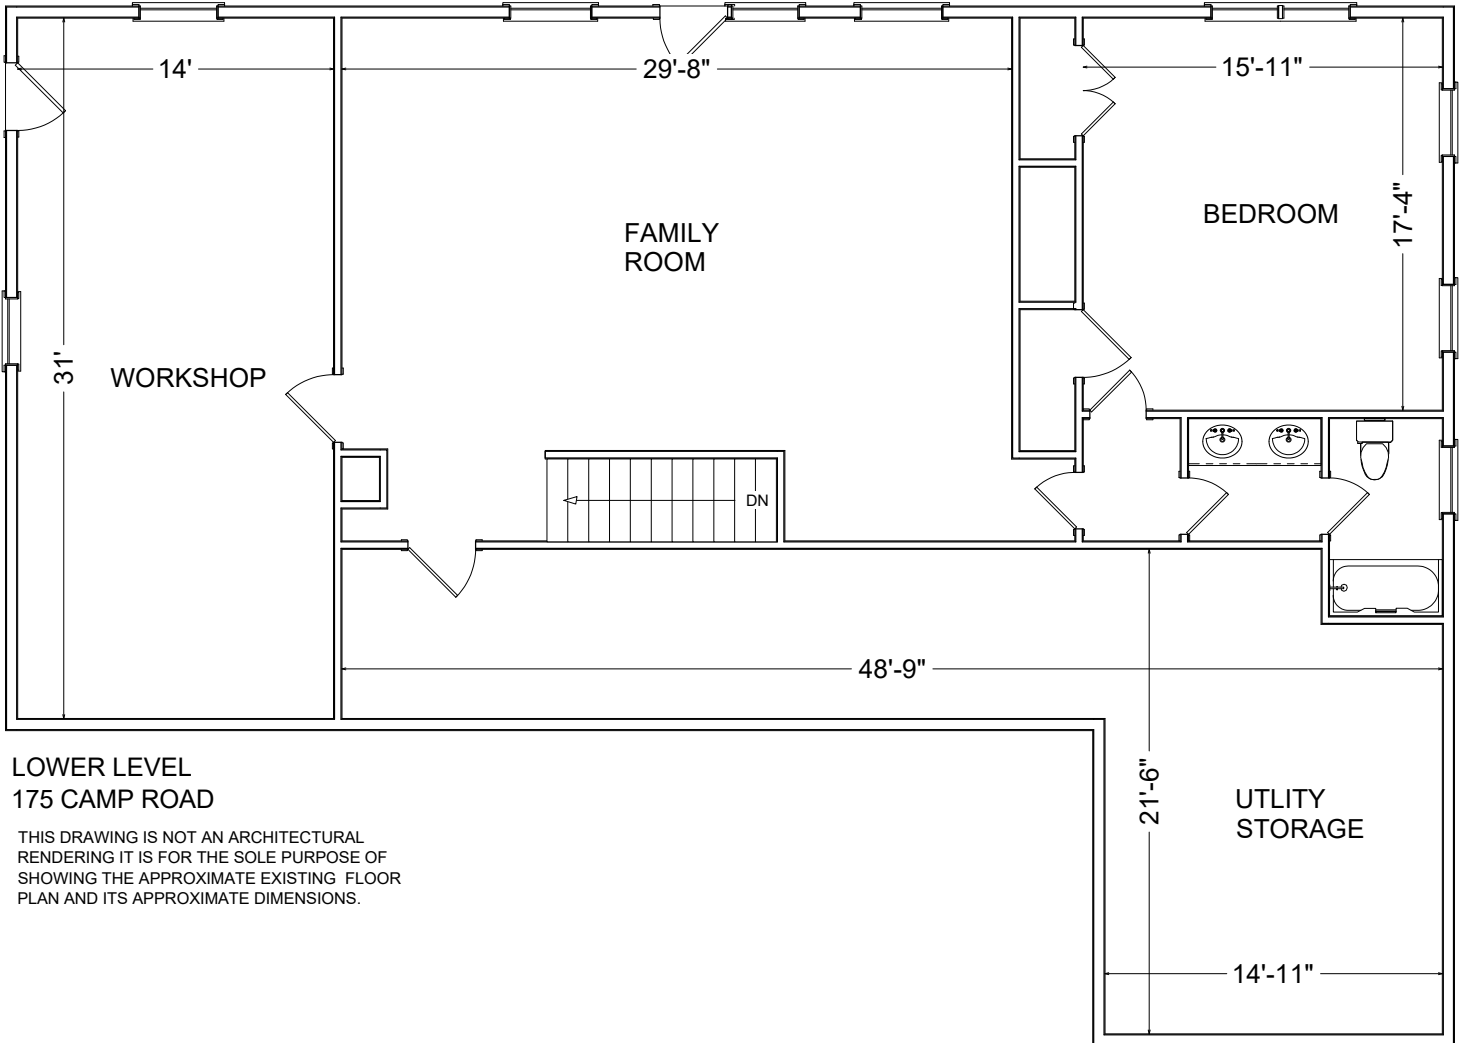 14'
29'-8"
15'-11"
FAMILY
ROOM
BEDROOM
17'-4"
31'
WORKSHOP
DN
48'-9"
LOWER LEVEL
175 CAMP ROAD
21'-6"
UTLITY
STORAGE
THIS DRAWING IS NOT AN ARCHITECTURAL
RENDERING IT IS FOR THE SOLE PURPOSE OF
SHOWING THE APPROXIMATE EXISTING FLOOR
PLAN AND ITS APPROXIMATE DIMENSIONS.
14'-11"